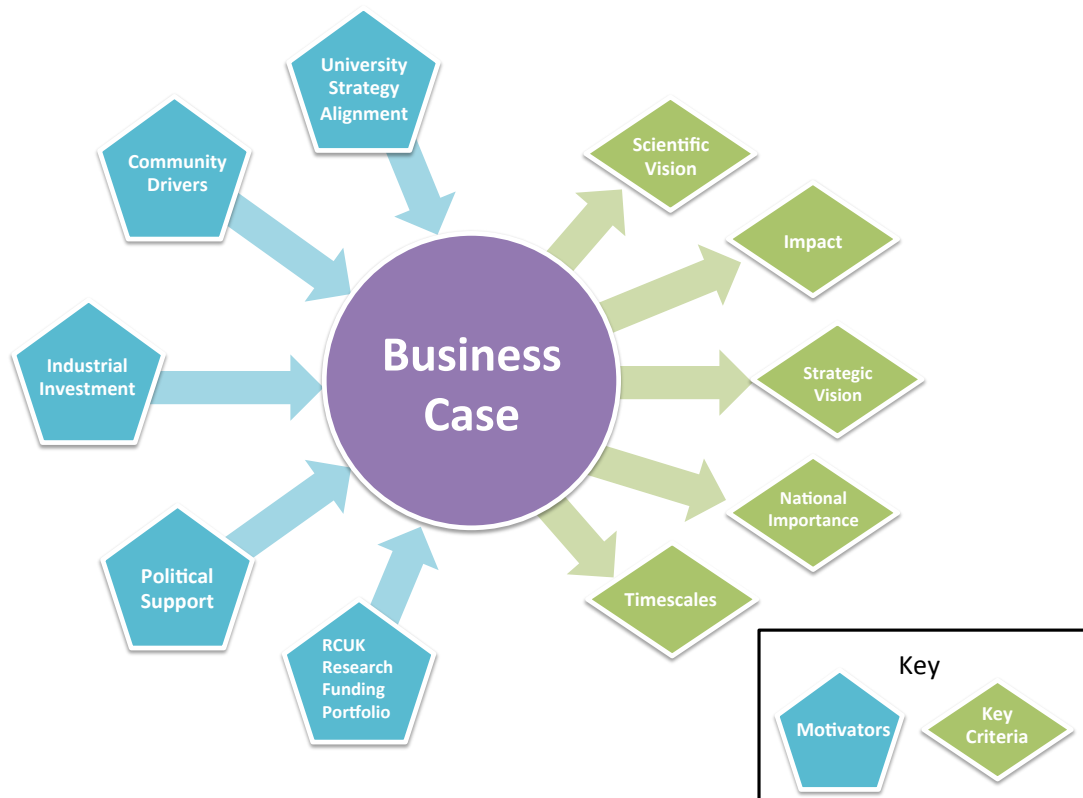 University
Strategy
Alignment
Community
Drivers
Industrial
Investment
Political
Support
RCUK
Research
Funding
Portfolio
Business
Case
Scientific
Vision
Impact
Strategic
Vision
National
Importance
Timescales
Key
Motivators
Key
Criteria